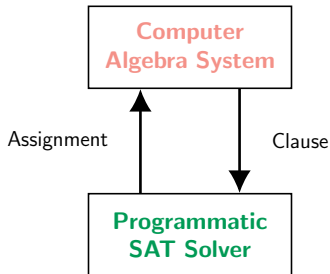 Computer
Algebra System
Assignment
Clause
Programmatic
SAT Solver